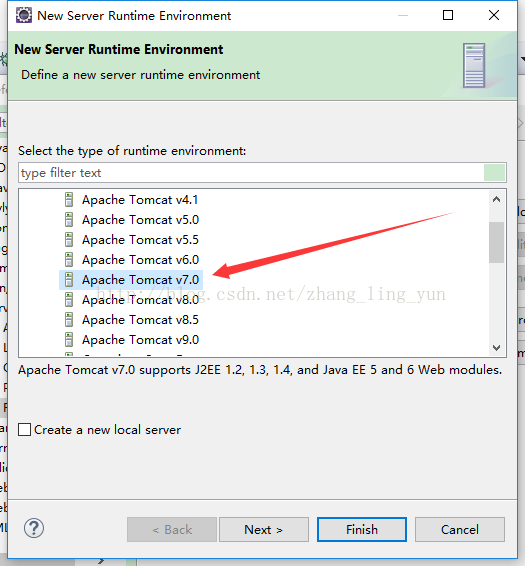 New Server Runtime Environment
New Server Runtime Environment
Define a new server runtime environment
Select the type of runtime environment:
type filter text
Apache Tomcat v4.1
Apache Tomcat v5.0
Apache Tomcat v5.5
Apache Tomcat v6.0
Apache Tomcat v7.0
Apache Tomcat v8.0
http://blog.csdn.net/zhang_ling_yun
Apache Tomcat v8.5
Apache Tomcat v9.0
Apache Tomcat v7.0 supports J2EE 1.2, 1.3, 1.4, and Java EE 5 and 6 Web modules.
Create a new local server
?
< Back
Next >
Finish
Cancel